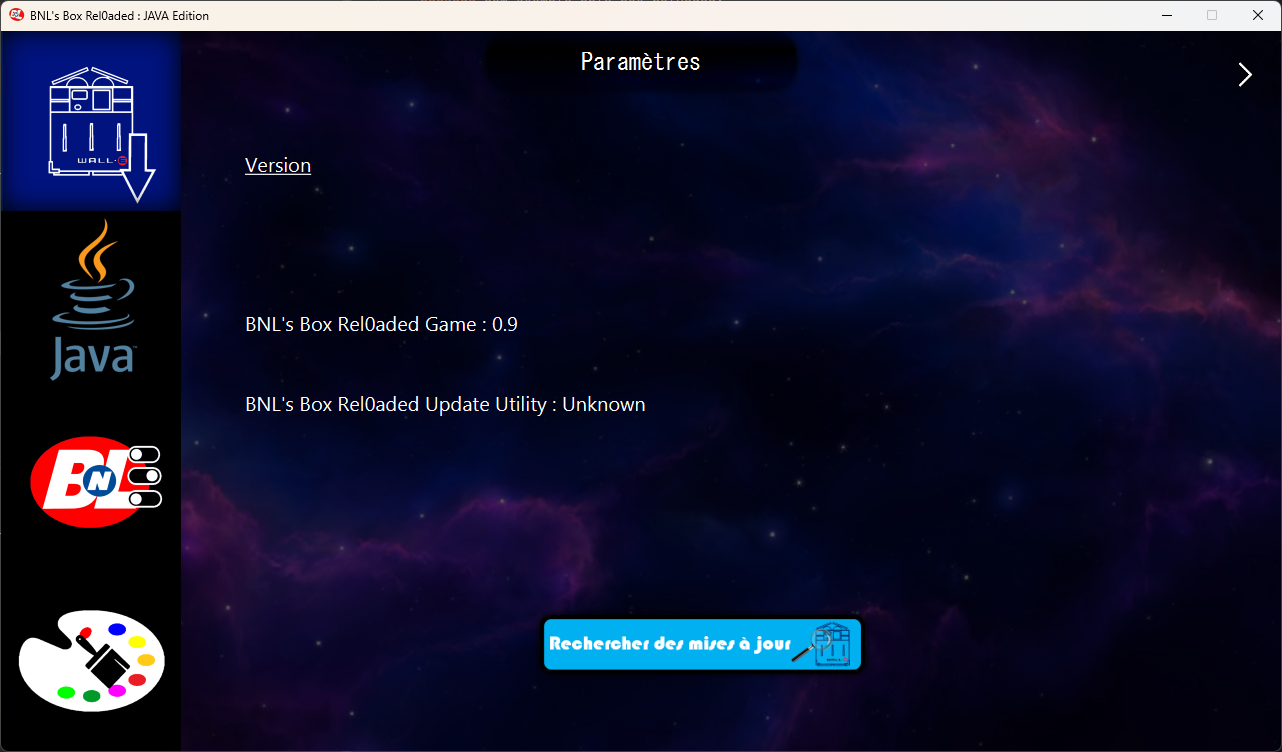 BNL's Box Rel0aded : JAVA Edition
Paramètres
WALL·E
Java™
BNL
Version
BNL's Box Rel0aded Game : 0.9
BNL's Box Rel0aded Update Utility : Unknown
Rechercher des mises à jour